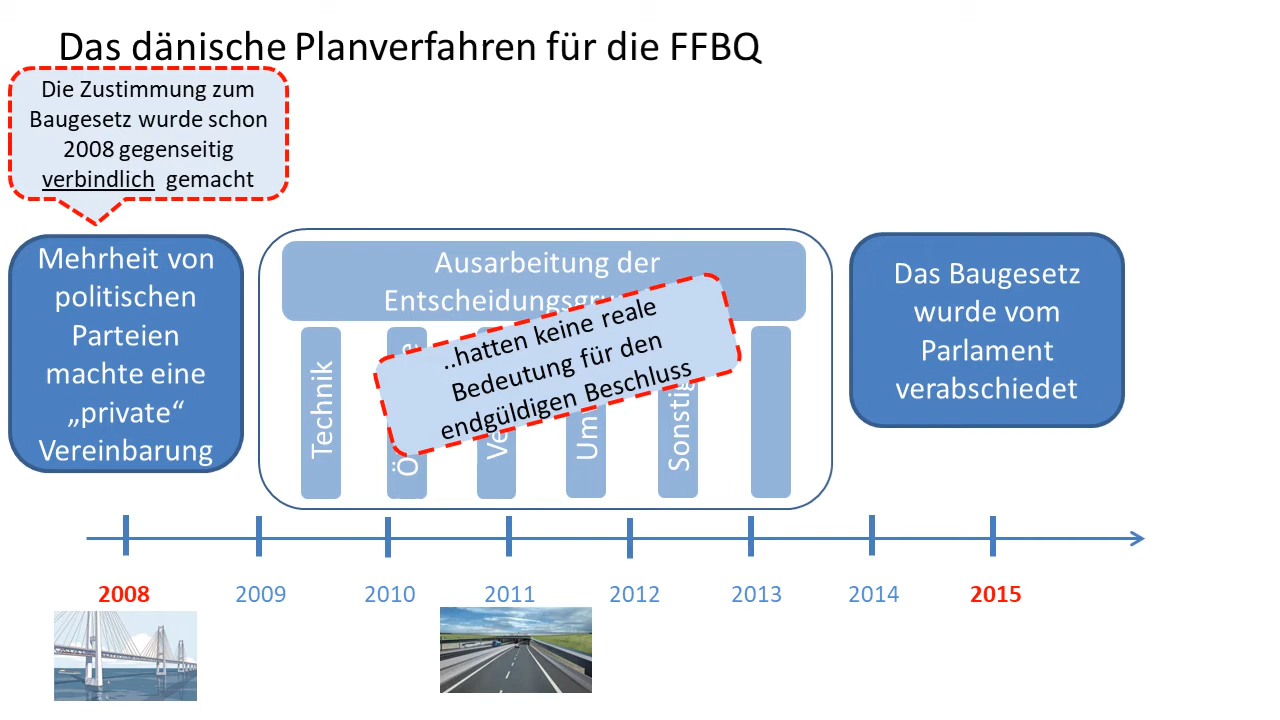 Das dänische Planverfahren für die FFBQ
Die Zustimmung zum
Baugesetz wurde schon
2008 gegenseitig
verbindlich gemacht
Mehrheit von
politischen
Parteien
machte eine
„private“
Vereinbarung
Ausarbeitung der
..hatten keine reale
Bedeutung für den
endgüldigen Beschluss
Technik
Das Baugesetz
wurde vom
Parlament
verabschiedet
2008
2009
2010
2011
2012
2013
2014
2015